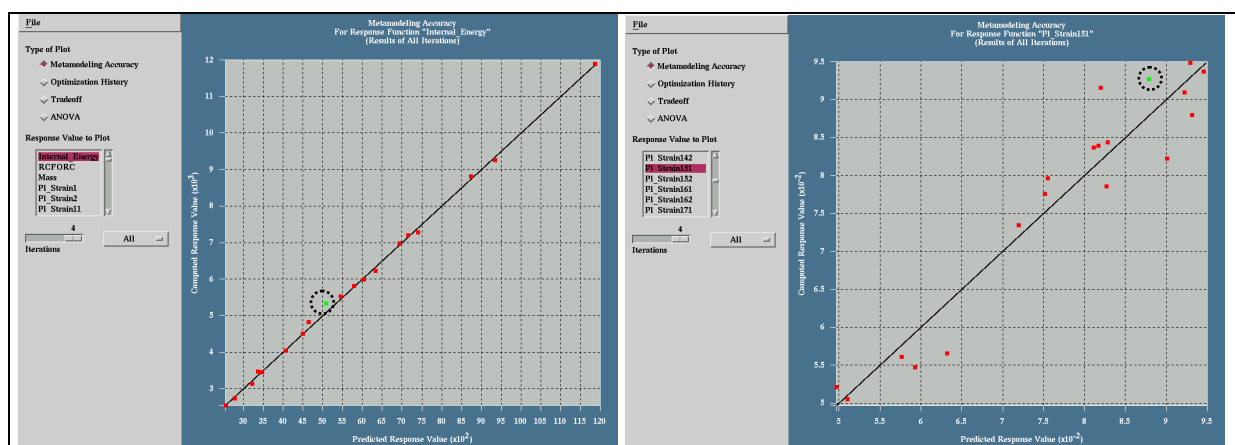 File
Type of Plot
Metamodeling Accuracy
Optimization History
Tradeoff
ANOVA
Response Value to Plot
Internal_Energy
RCFORC
Mass
Pl_Strain1
Pl_Strain2
Pl_Strain11
4
All
Iterations
Metamodeling Accuracy
For Response Function "Internal_Energy"
(Results of All Iterations)
Computed Response Value (x10³)
12
11
10
9
8
7
6
5
4
3
30 35 40 45 50 55 60 65 70 75 80 85 90 95 100 105 110 115 120
Predicted Response Value (x10²)
File
Type of Plot
Metamodeling Accuracy
Optimization History
Tradeoff
ANOVA
Response Value to Plot
Pl_Strain142
Pl_Strain151
Pl_Strain152
Pl_Strain161
Pl_Strain162
Pl_Strain171
4
All
Iterations
Metamodeling Accuracy
For Response Function "Pl_Strain151"
(Results of All Iterations)
Computed Response Value (x10⁻²)
9.5
9
8.5
8
7.5
7
6.5
6
5.5
5
5 5.5 6 6.5 7 7.5 8 8.5 9 9.5
Predicted Response Value (x10⁻²)